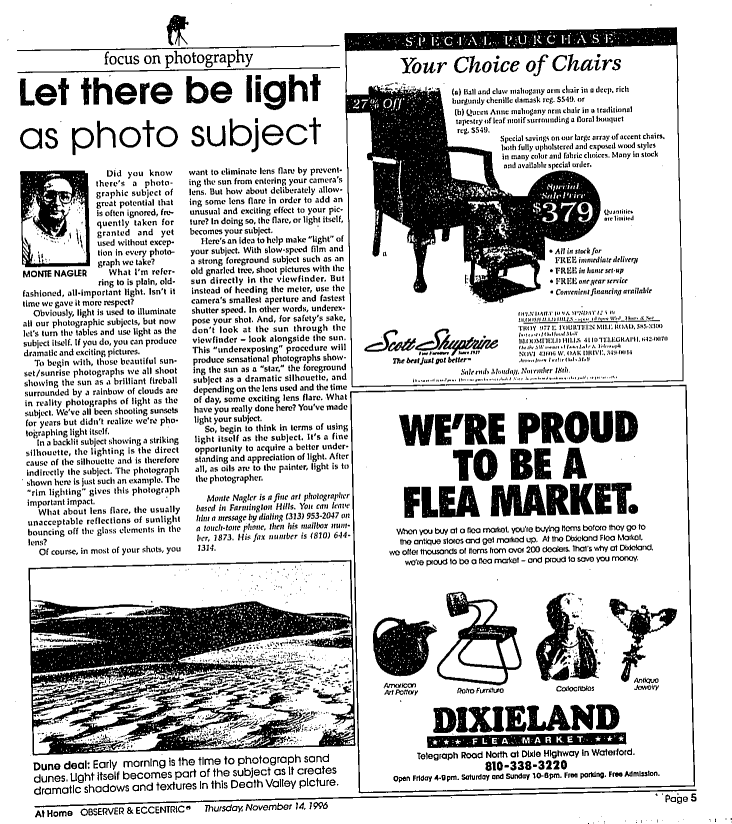 focus on photography
Let there be light
as photo subject
MONTE NAGLER
Did you know
there's a photo-
graphic subject of
great potential that
is often ignored, fre-
quently taken for
granted and yet
used without excep-
tion in every photo-
graph we take?
What I'm refer-
ring to is plain, old-
fashioned, all-important light. Isn't it
time we gave it more respect?
Obviously, light is used to illuminate
all our photographic subjects, but now
let's turn the tables and use light as the
subject itself. If you do, you can produce
dramatic and exciting pictures.
To begin with, those beautiful sun-
set/sunrise photographs we all shoot
showing the sun as a brilliant fireball
surrounded by a rainbow of clouds are
in reality photographs of light as the
subject. We've all been shooting sunsets
for years but didn't realize we're pho-
tographing light itself.
In a backlit subject showing a striking
silhouette, the lighting is the direct
cause of the silhouette and is therefore
indirectly the subject. The photograph
shown here is just such an example. The
"rim lighting" gives this photograph
important impact.
What about lens flare, the usually
unacceptable reflections of sunlight
bouncing off the glass elements in the
lens?
Of course, in most of your shots, you
want to eliminate lens flare by prevent-
ing the sun from entering your camera's
lens. But how about deliberately allow-
ing some lens flare in order to add an
unusual and exciting effect to your pic-
ture? In doing so, the flare, or light itself,
becomes your subject.
Here's an idea to help make "light" of
your subject. With slow-speed film and
a strong foreground subject such as an
old gnarled tree, shoot pictures with the
sun directly in the viewfinder. But
instead of heeding the meter, use the
camera's smallest aperture and fastest
shutter speed. In other words, underex-
pose your shot. And, for safety's sake,
don't look at the sun through the
viewfinder – look alongside the sun.
This "underexposing" procedure will
produce sensational photographs show-
ing the sun as a "star," the foreground
subject as a dramatic silhouette, and
depending on the lens used and the time
of day, some exciting lens flare. What
have you really done here? You've made
light your subject.
So, begin to think in terms of using
light itself as the subject. It's a fine
opportunity to acquire a better under-
standing and appreciation of light. After
all, as oils are to the painter, light is to
the photographer.
Monte Nagler is a fine art photographer
based in Farmington Hills. You can leave
him a message by dialing (313) 953-2047 on
a touch-tone phone, then his mailbox num-
ber, 1873. His fax number is (810) 644-
1314.
Dune deal: Early morning is the time to photograph sand
dunes. Light itself becomes part of the subject as it creates
dramatic shadows and textures in this Death Valley picture.
SPECIAL PURCHASE
Your Choice of Chairs
27% Off
(a) Ball and claw mahogany arm chair in a deep, rich
burgundy chenille damask reg. $549. or
(b) Queen Anne mahogany arm chair in a traditional
tapestry of leaf motif surrounding a floral bouquet
reg. $549.
Special savings on our large array of accent chairs,
both fully upholstered and exposed wood styles
in many color and fabric choices. Many in stock
and available special order.
Special
Sale Price
$379
Quantities
are limited
a
• All in stock for
FREE immediate delivery
• FREE in home set-up
• FREE one year service
• Convenient financing available
Scott Shuptrine
Fine Furniture Since 1927
The best just got better~
TROY 977 E. FOURTEEN MILE ROAD,
BLOOMFIELD HILLS 4110 TELEGRAPH, 642-0070
NOVI 43606 W. OAK DRIVE,
Sale ends Monday, November 18th.
WE'RE PROUD
TO BE A
FLEA MARKET.
When you buy at a flea market, you're buying items before they go to
the antique stores and get marked up. At the Dixieland Flea Market,
we offer thousands of items from over 200 dealers. That's why at Dixieland,
we're proud to be a flea market – and proud to save you money.
American
Art Pottery
Retro Furniture
Collectibles
Antique
Jewelry
DIXIELAND
FLEA MARKET
Telegraph Road North at Dixie Highway in Waterford.
810-338-3220
Open Friday 4-9pm. Saturday and Sunday 10-6pm. Free parking. Free Admission.
At Home OBSERVER & ECCENTRIC Thursday, November 14, 1996
Page 5